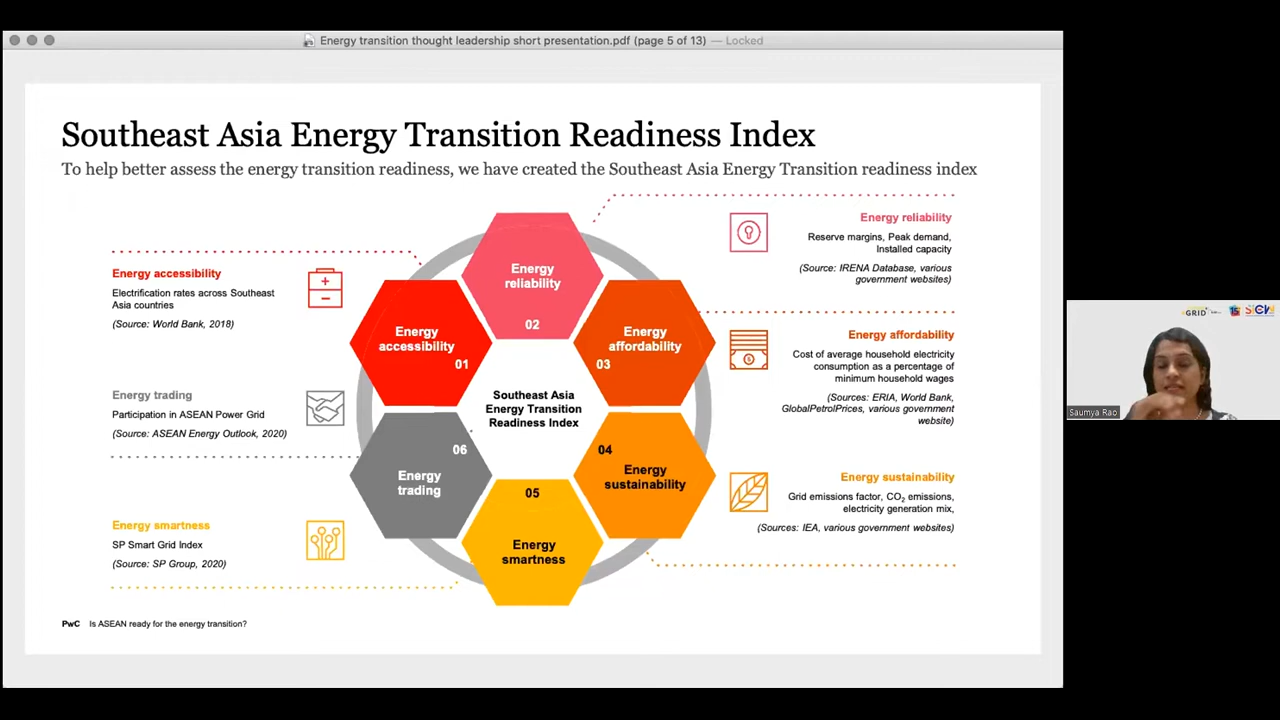 Energy transition thought leadership short presentation.pdf (page 5 of 13) — Locked
Southeast Asia Energy Transition Readiness Index
To help better assess the energy transition readiness, we have created the Southeast Asia Energy Transition readiness index
Energy accessibility
Electrification rates across Southeast
Asia countries
(Source: World Bank, 2018)
Energy trading
Participation in ASEAN Power Grid
(Source: ASEAN Energy Outlook, 2020)
Energy smartness
SP Smart Grid Index
(Source: SP Group, 2020)
Energy
accessibility
01
Energy
reliability
02
Energy
affordability
03
04
Energy
sustainability
05
Energy
smartness
06
Energy
trading
Southeast Asia
Energy Transition
Readiness Index
Energy reliability
Reserve margins, Peak demand,
Installed capacity
(Source: IRENA Database, various
government websites)
Energy affordability
Cost of average household electricity
consumption as a percentage of
minimum household wages
(Sources: ERIA, World Bank,
GlobalPetrolPrices, various government
website)
Energy sustainability
Grid emissions factor, CO₂ emissions,
electricity generation mix,
(Sources: IEA, various government websites)
PwC Is ASEAN ready for the energy transition?
GRID
Saumya Rao